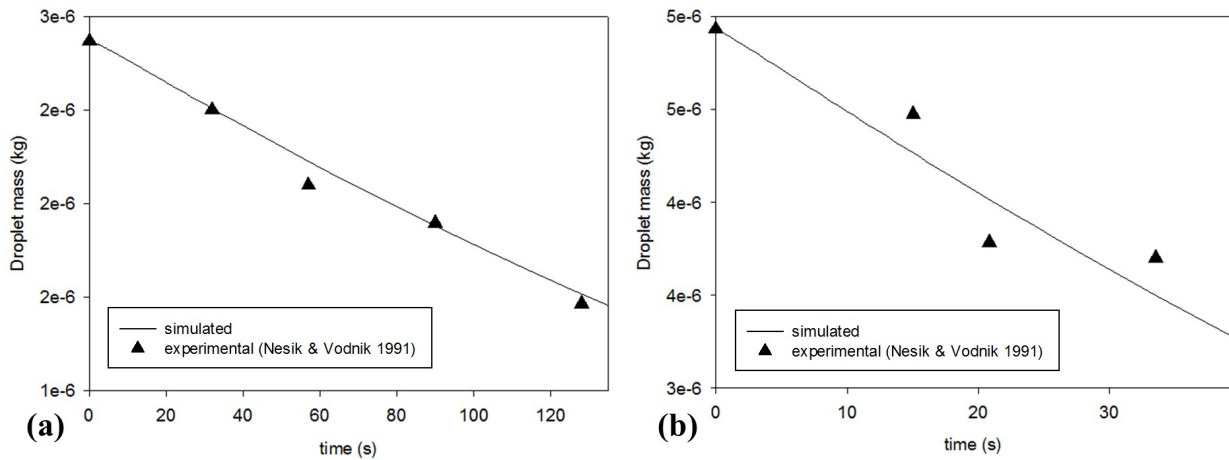 3e-6
2e-6
2e-6
2e-6
1e-6
Droplet mass (kg)
simulated
experimental (Nesik & Vodnik 1991)
0 20 40 60 80 100 120
time (s)
(a)
5e-6
5e-6
4e-6
4e-6
3e-6
Droplet mass (kg)
simulated
experimental (Nesik & Vodnik 1991)
0 10 20 30
time (s)
(b)